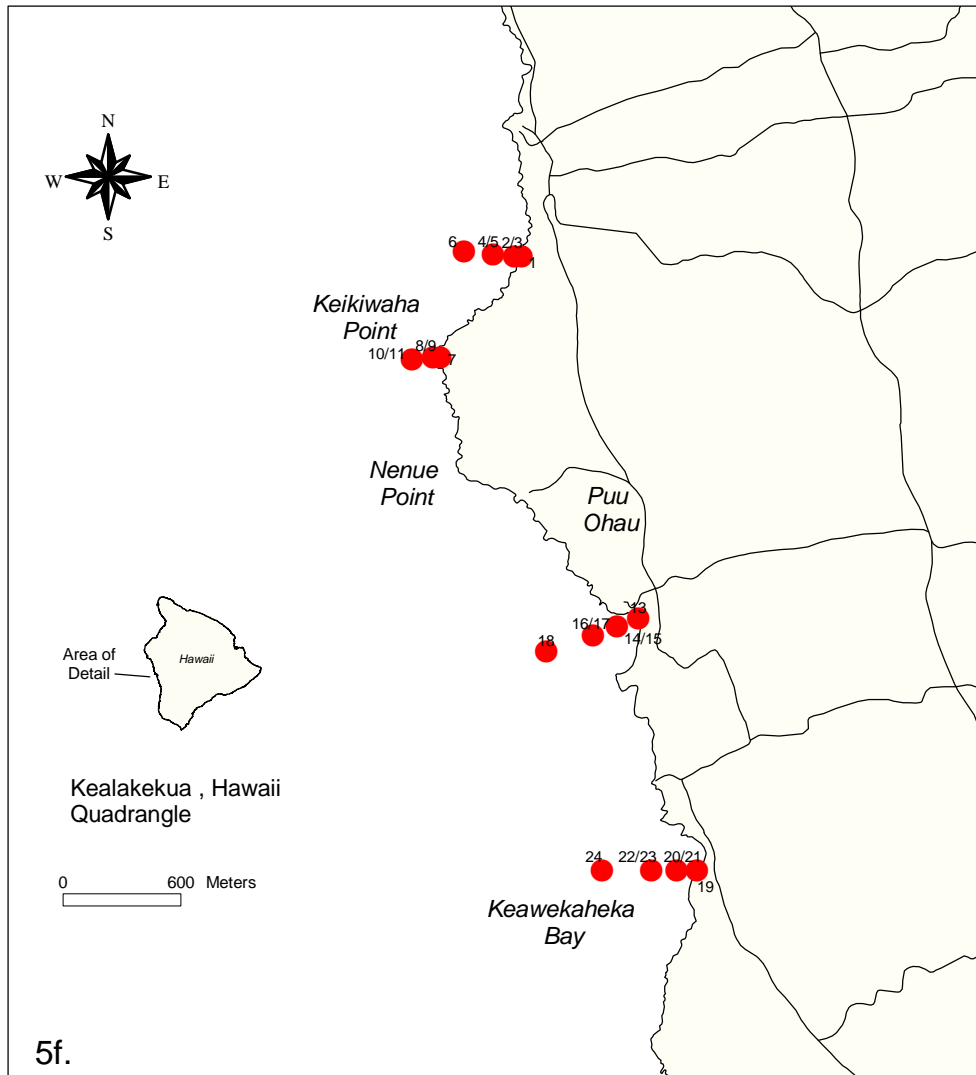 N
W E
S
6 4/5 2/3
1
Keikiwaha
Point
10/11 8/9 7
Nenue
Point
Puu
Ohau
13
16/17 14/15
18
Area of
Detail
Hawaii
Kealakekua , Hawaii
Quadrangle
0 600 Meters
24 22/23 20/21
19
Keawekaheka
Bay
5f.